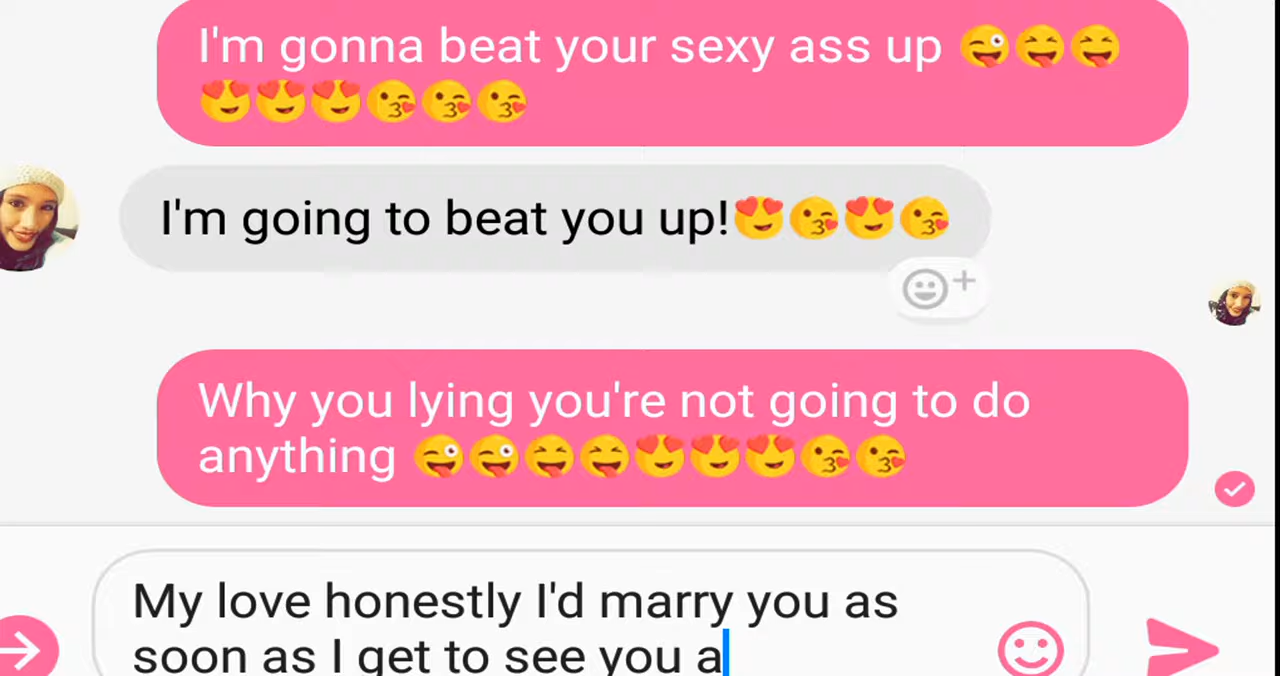 I'm gonna beat your sexy ass up 😜😝😝
😍😍😍😘😘😘
I'm going to beat you up!😍😘😍😘
Why you lying you're not going to do
anything 😜😜😝😝😍😍😍😘😘
My love honestly I'd marry you as
soon as I get to see you a